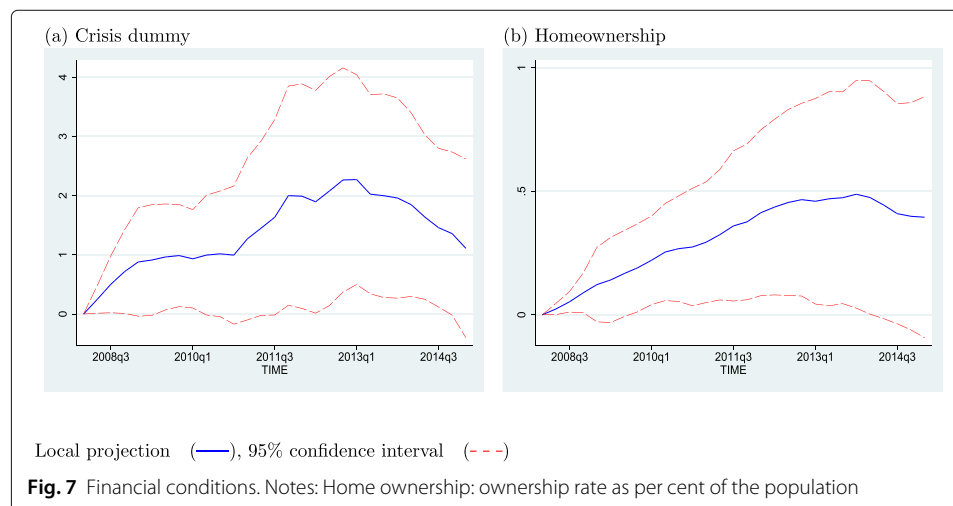 (a) Crisis dummy
(b) Homeownership
4
3
2
1
0
2008q3 2010q1 2011q3 2013q1 2014q3
TIME
1
.5
0
2008q3 2010q1 2011q3 2013q1 2014q3
TIME
Local projection (——), 95% confidence interval (- - -)
Fig. 7 Financial conditions. Notes: Home ownership: ownership rate as per cent of the population